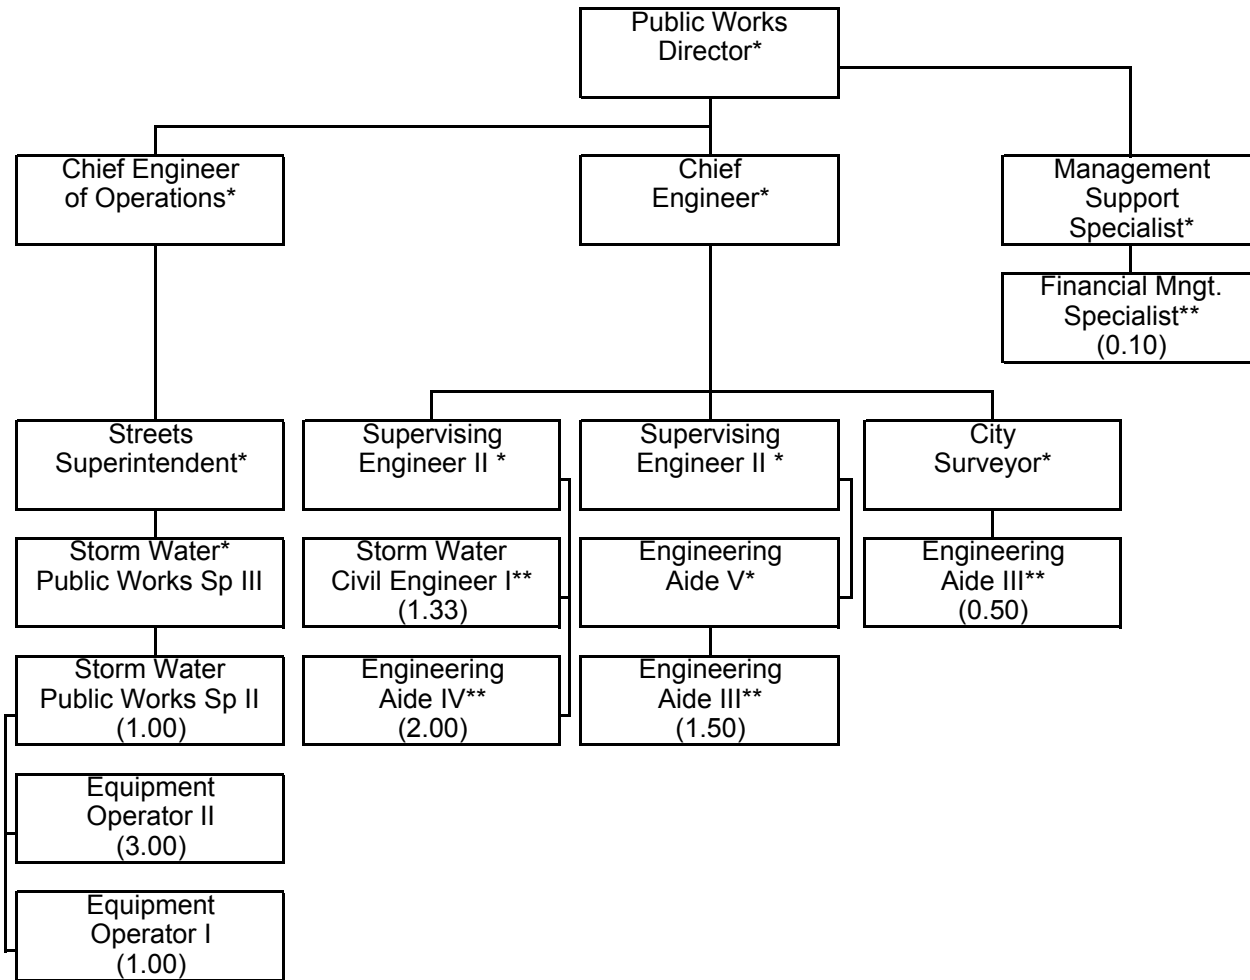 Public Works
Director*
Chief Engineer
of Operations*
Chief
Engineer*
Management
Support
Specialist*
Financial Mngt.
Specialist**
(0.10)
Streets
Superintendent*
Supervising
Engineer II *
Supervising
Engineer II *
City
Surveyor*
Storm Water*
Public Works Sp III
Storm Water
Civil Engineer I**
(1.33)
Engineering
Aide V*
Engineering
Aide III**
(0.50)
Storm Water
Public Works Sp II
(1.00)
Engineering
Aide IV**
(2.00)
Engineering
Aide III**
(1.50)
Equipment
Operator II
(3.00)
Equipment
Operator I
(1.00)